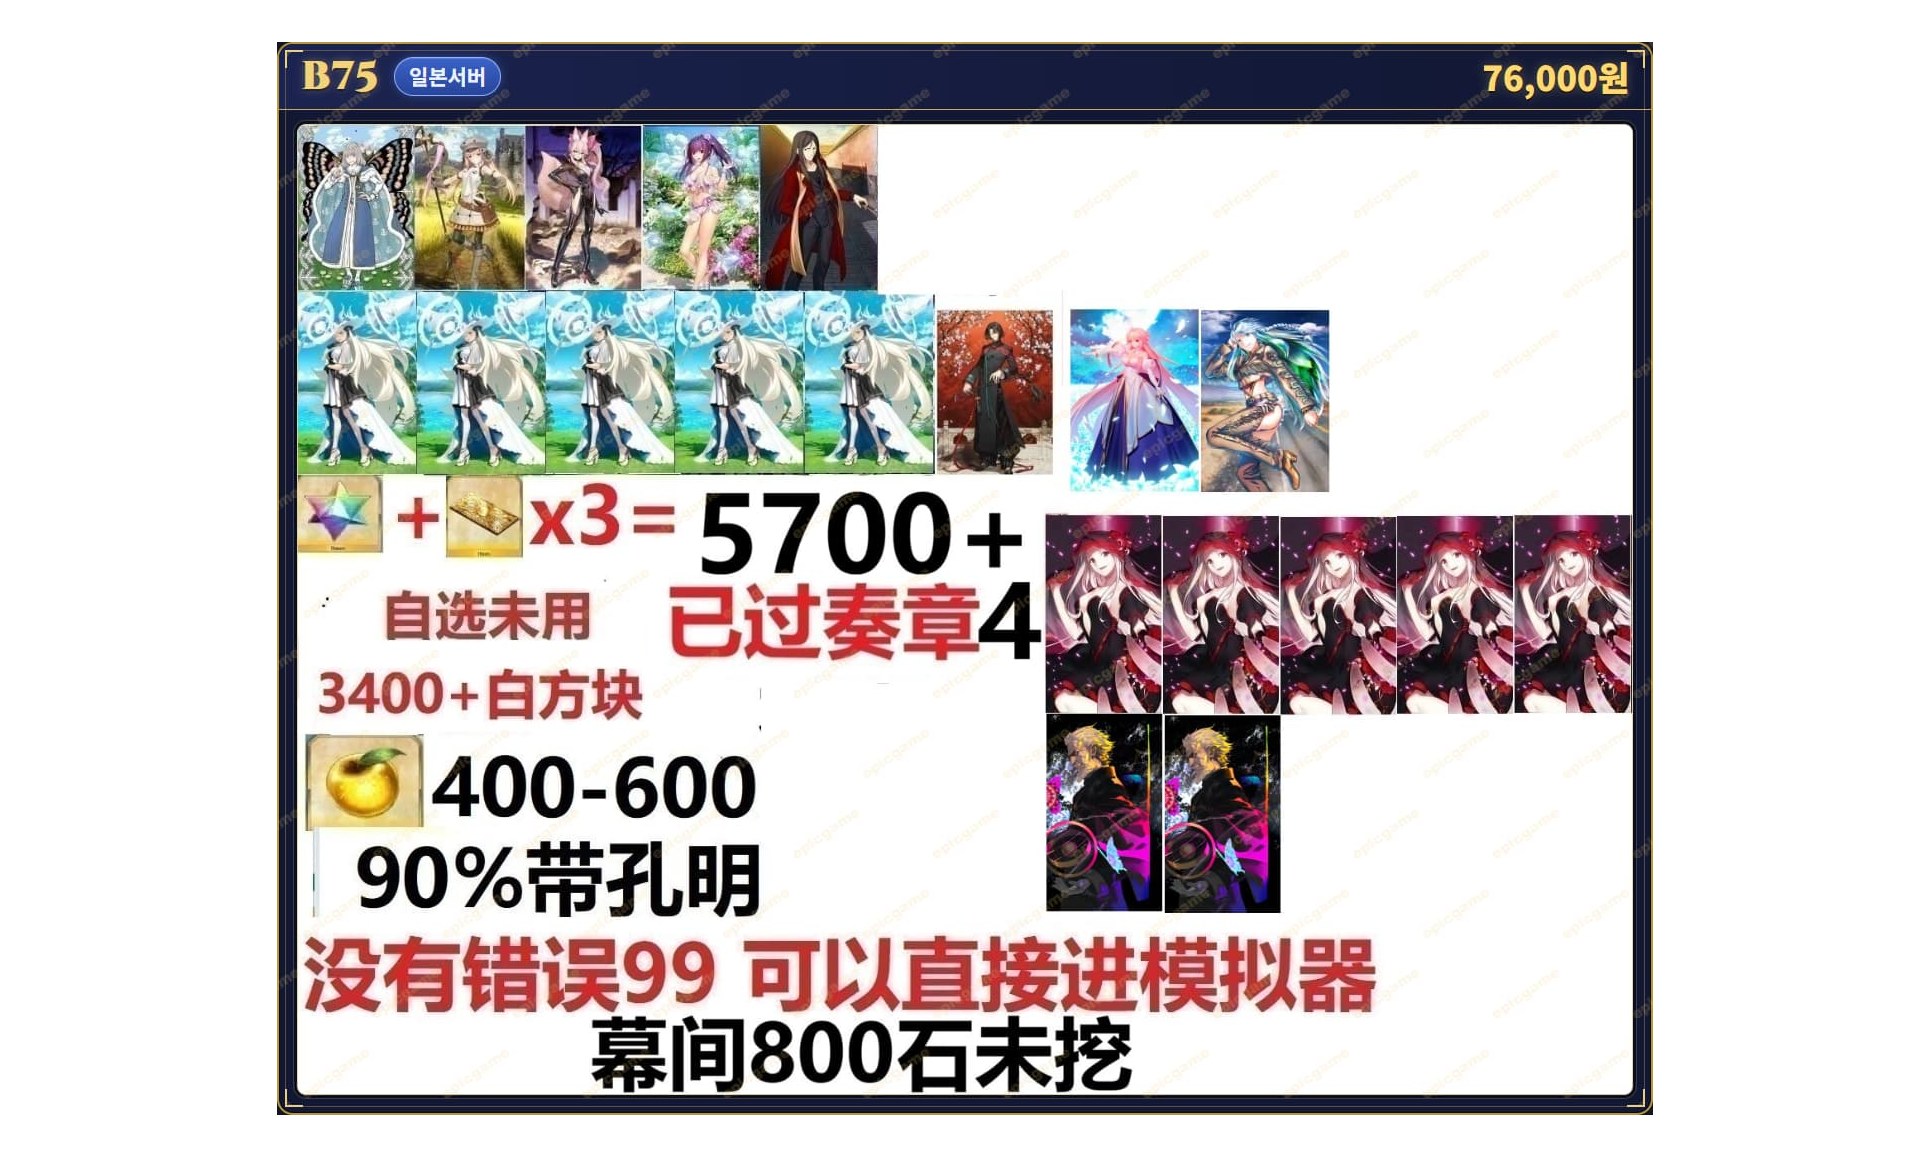 B75 일본서버 76,000원
+ x3= 5700+
自选未用 已过奏章4
3400+白方块
400-600
90%带孔明
没有错误99 可以直接进模拟器
幕间800石未挖
epicgame